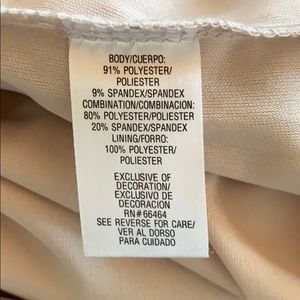 BODY/CUERPO:
91% POLYESTER/
POLIESTER
9% SPANDEX/SPANDEX
COMBINATION/COMBINACION:
80% POLYESTER/POLIESTER
20% SPANDEX/SPANDEX
LINING/FORRO:
100% POLYESTER/
POLIESTER
EXCLUSIVE OF
DECORATION/
EXCLUSIVO DE
DECORACION
RN# 66464
SEE REVERSE FOR CARE/
VER AL DORSO
PARA CUIDADO